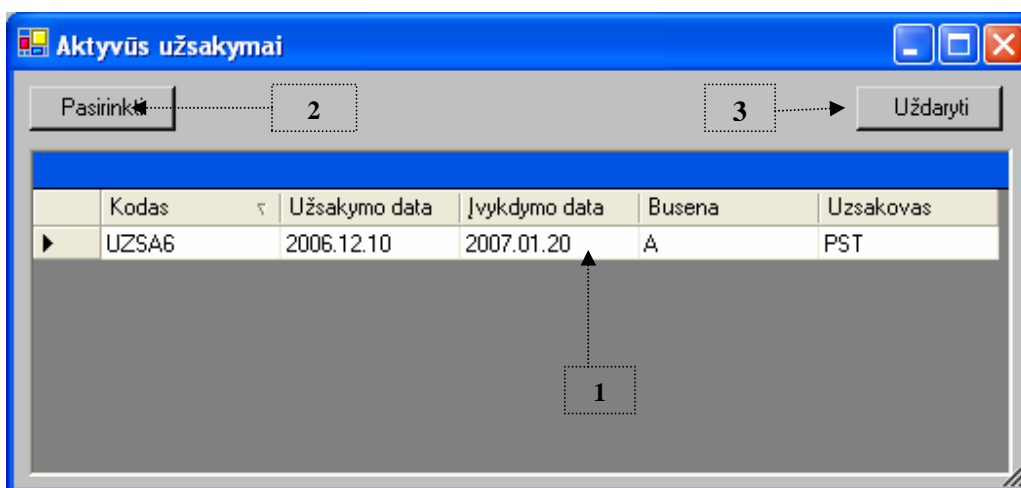 Aktyvūs užsakymai
Pasirinkti 2 3 Uždaryti
Kodas Užsakymo data Įvykdymo data Busena Uzsakovas
UZSA6 2006.12.10 2007.01.20 A PST
1